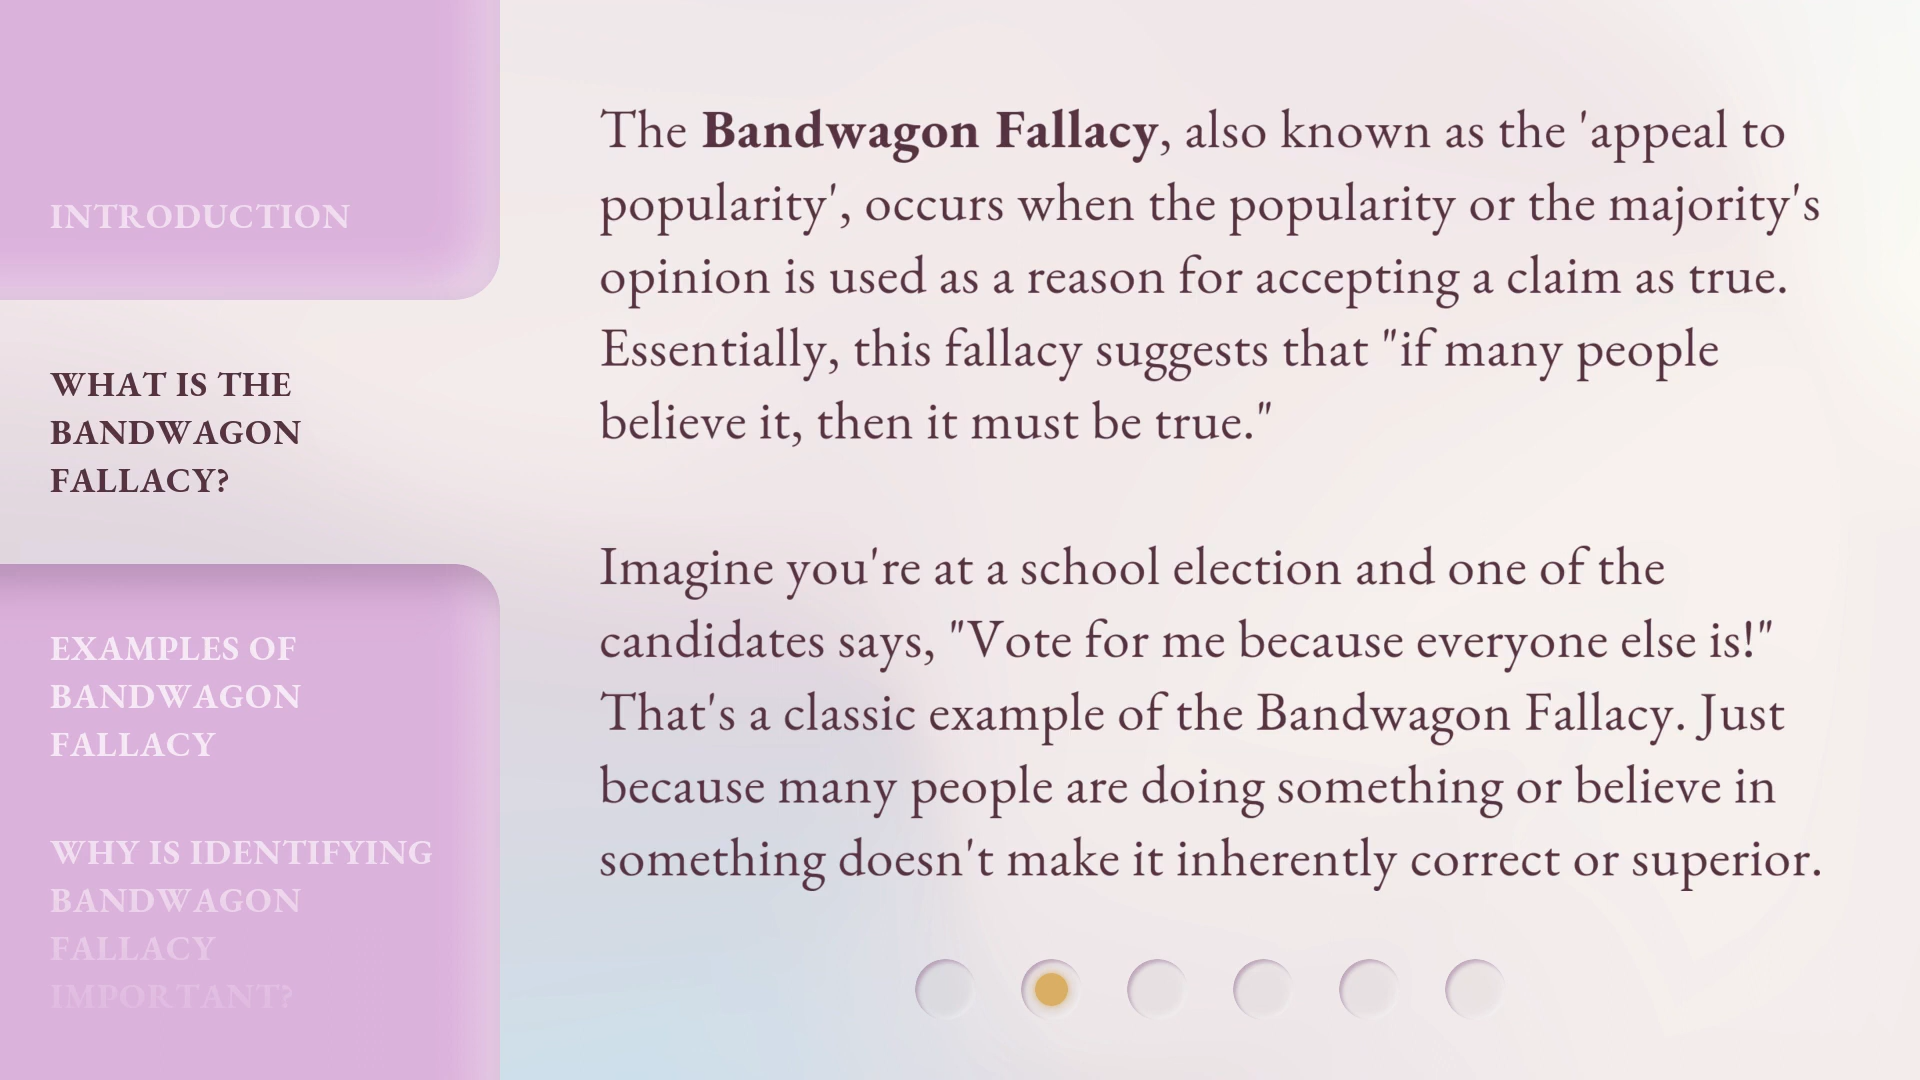 INTRODUCTION
WHAT IS THE
BANDWAGON
FALLACY?
EXAMPLES OF
BANDWAGON
FALLACY
WHY IS IDENTIFYING
BANDWAGON
FALLACY
IMPORTANT?
The Bandwagon Fallacy, also known as the 'appeal to
popularity', occurs when the popularity or the majority's
opinion is used as a reason for accepting a claim as true.
Essentially, this fallacy suggests that "if many people
believe it, then it must be true."
Imagine you're at a school election and one of the
candidates says, "Vote for me because everyone else is!"
That's a classic example of the Bandwagon Fallacy. Just
because many people are doing something or believe in
something doesn't make it inherently correct or superior.